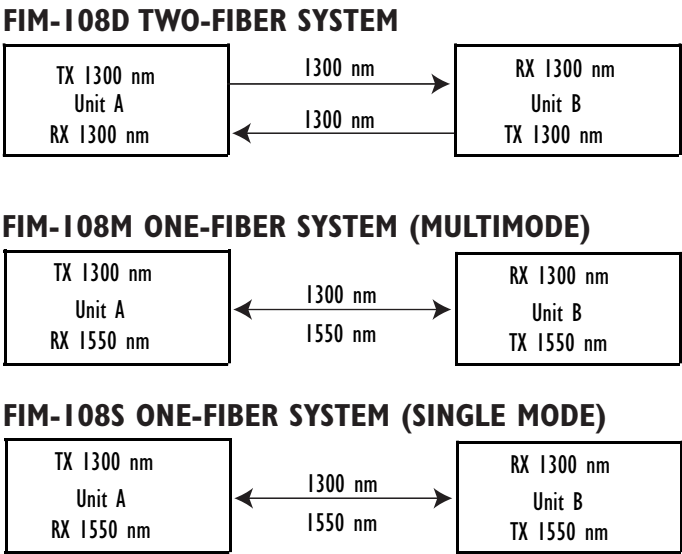 FIM-108D TWO-FIBER SYSTEM
TX 1300 nm
Unit A
RX 1300 nm
1300 nm
1300 nm
RX 1300 nm
Unit B
TX 1300 nm
FIM-108M ONE-FIBER SYSTEM (MULTIMODE)
TX 1300 nm
Unit A
RX 1550 nm
1300 nm
1550 nm
RX 1300 nm
Unit B
TX 1550 nm
FIM-108S ONE-FIBER SYSTEM (SINGLE MODE)
TX 1300 nm
Unit A
RX 1550 nm
1300 nm
1550 nm
RX 1300 nm
Unit B
TX 1550 nm